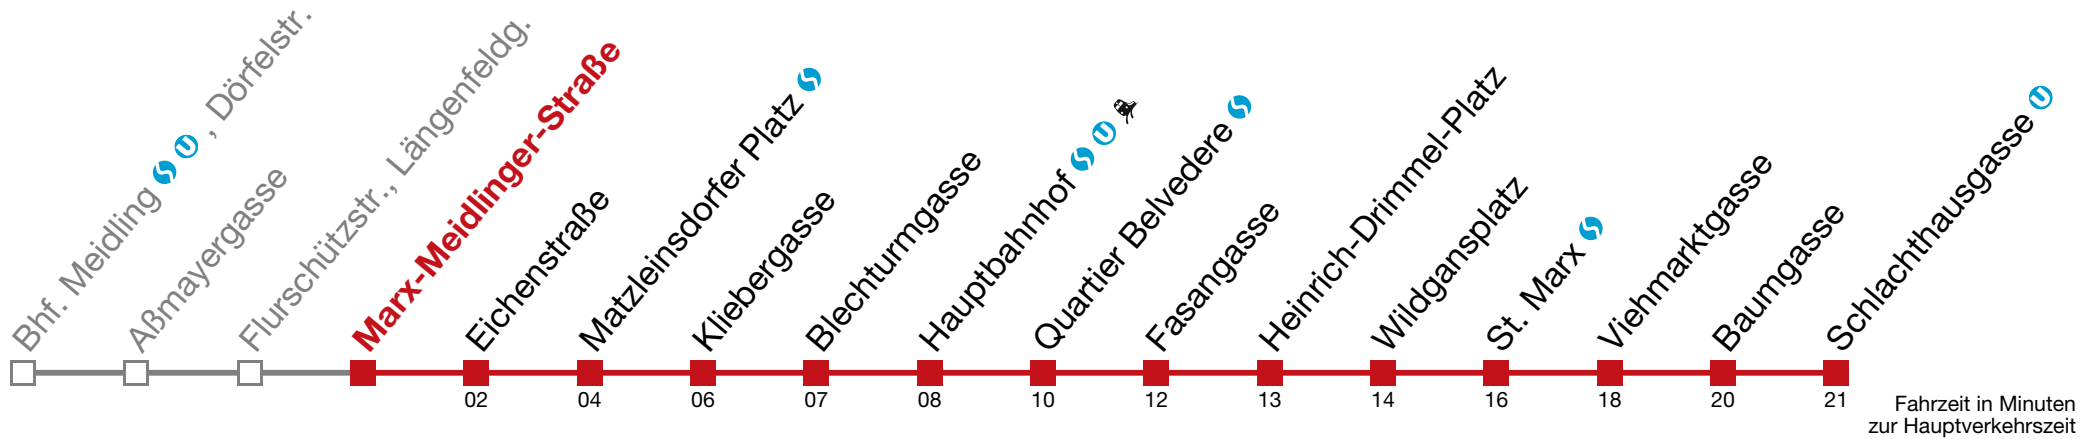 Bhf. Meidling S U , Dörfelstr.
Aßmayergasse
Flurschützstr., Längenfeldg.
Marx-Meidlinger-Straße
Eichenstraße
Matzleinsdorfer Platz S
Kliebergasse
Blechturmgasse
Hauptbahnhof S U
Quartier Belvedere S
Fasangasse
Heinrich-Drimmel-Platz
Wildgansplatz
St. Marx S
Viehmarktgasse
Baumgasse
Schlachthausgasse U
02 04 06 07 08 10 12 13 14 16 18 20 21
Fahrzeit in Minuten
zur Hauptverkehrszeit